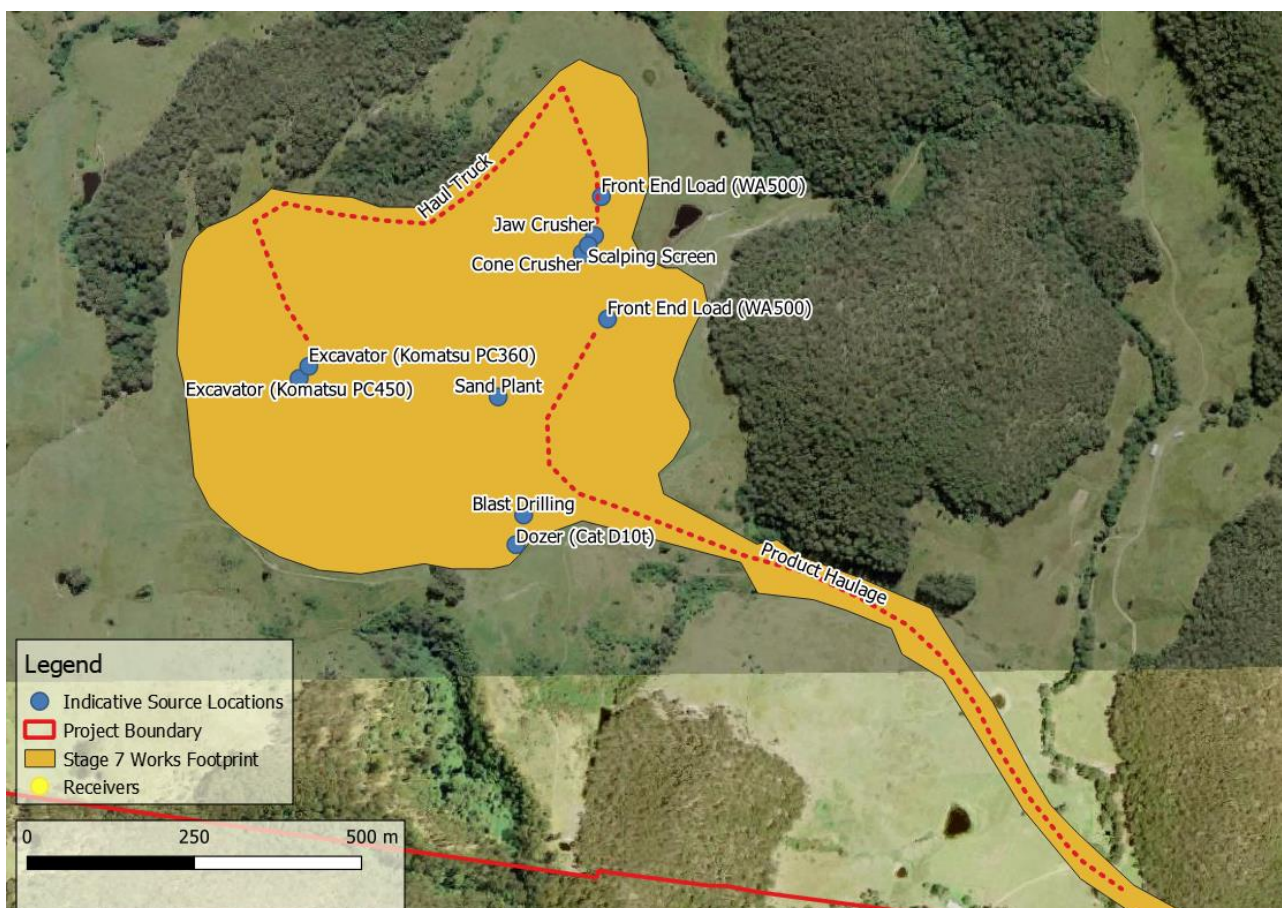 Haul Truck
Front End Load (WA500)
Jaw Crusher
Scalping Screen
Cone Crusher
Front End Load (WA500)
Excavator (Komatsu PC360)
Excavator (Komatsu PC450)
Sand Plant
Blast Drilling
Dozer (Cat D10t)
Product Haulage
Legend
Indicative Source Locations
Project Boundary
Stage 7 Works Footprint
Receivers
0 250 500 m